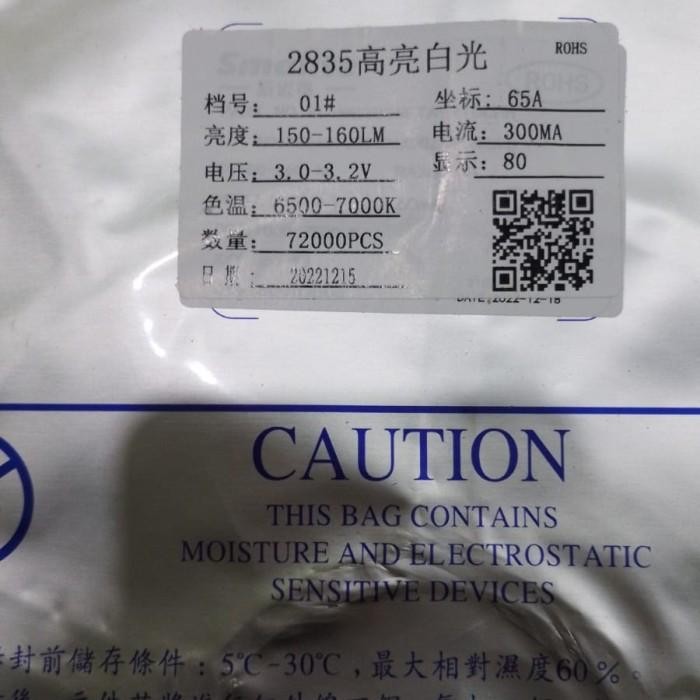 2835高亮白光 ROHS
档号: 01# 坐标: 65A
亮度: 150-160LM 电流: 300MA
电压: 3.0-3.2V 显示: 80
色温: 6500-7000K
数量: 72000PCS
日期: 20221215
DATE:2022-12-18
CAUTION
THIS BAG CONTAINS
MOISTURE AND ELECTROSTATIC
SENSITIVE DEVICES
封前儲存條件:5℃-30℃,最大相對濕度60%。